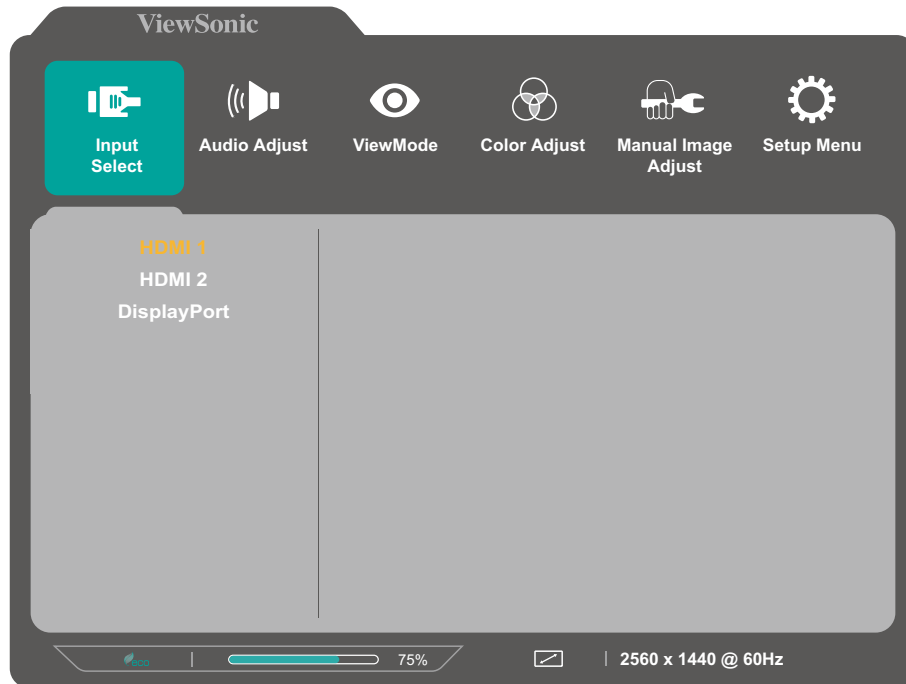 ViewSonic
Input
Select
Audio Adjust
ViewMode
Color Adjust
Manual Image
Adjust
Setup Menu
HDMI 1
HDMI 2
DisplayPort
eco
75%
2560 x 1440 @ 60Hz